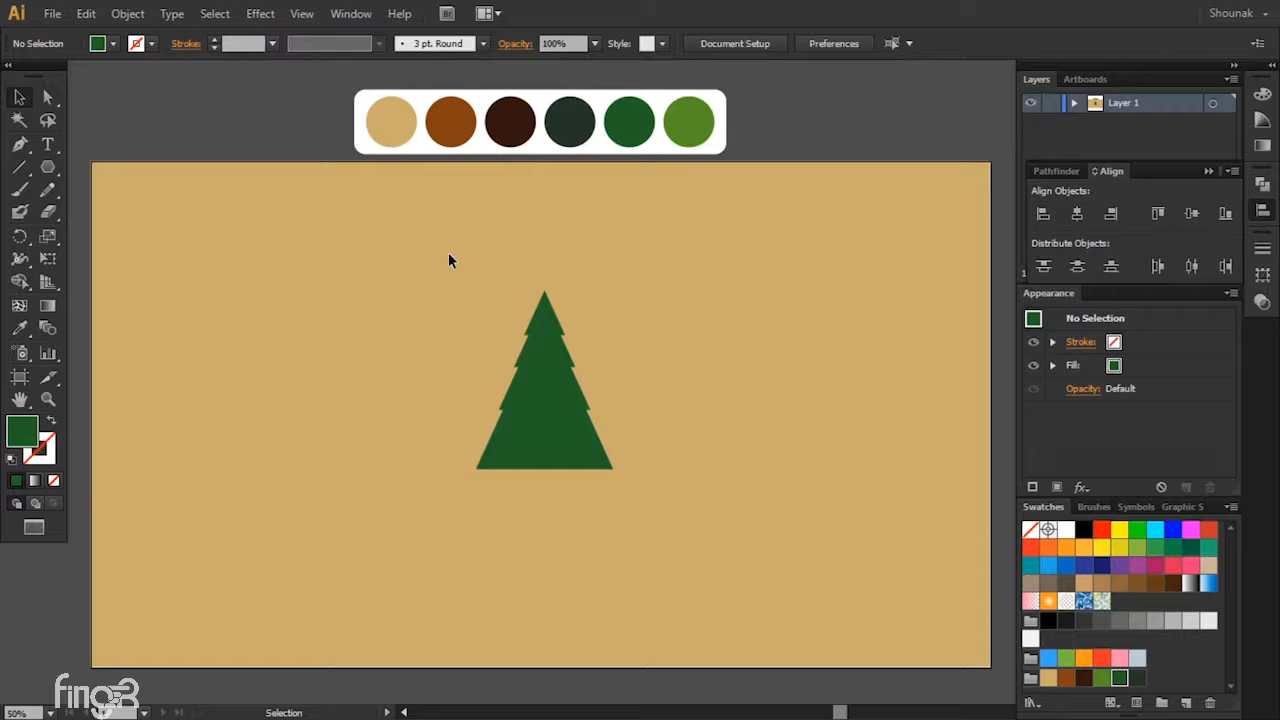 Ai File Edit Object Type Select Effect View Window Help Br Shounak
No Selection Stroke: 3 pt. Round Opacity: 100% Style: Document Setup Preferences
Layers Artboards
Layer 1
Pathfinder Align
Align Objects:
Distribute Objects:
Appearance
No Selection
Stroke:
Fill:
Opacity: Default
fx
Swatches Brushes Symbols Graphic S
fing3
50% Selection